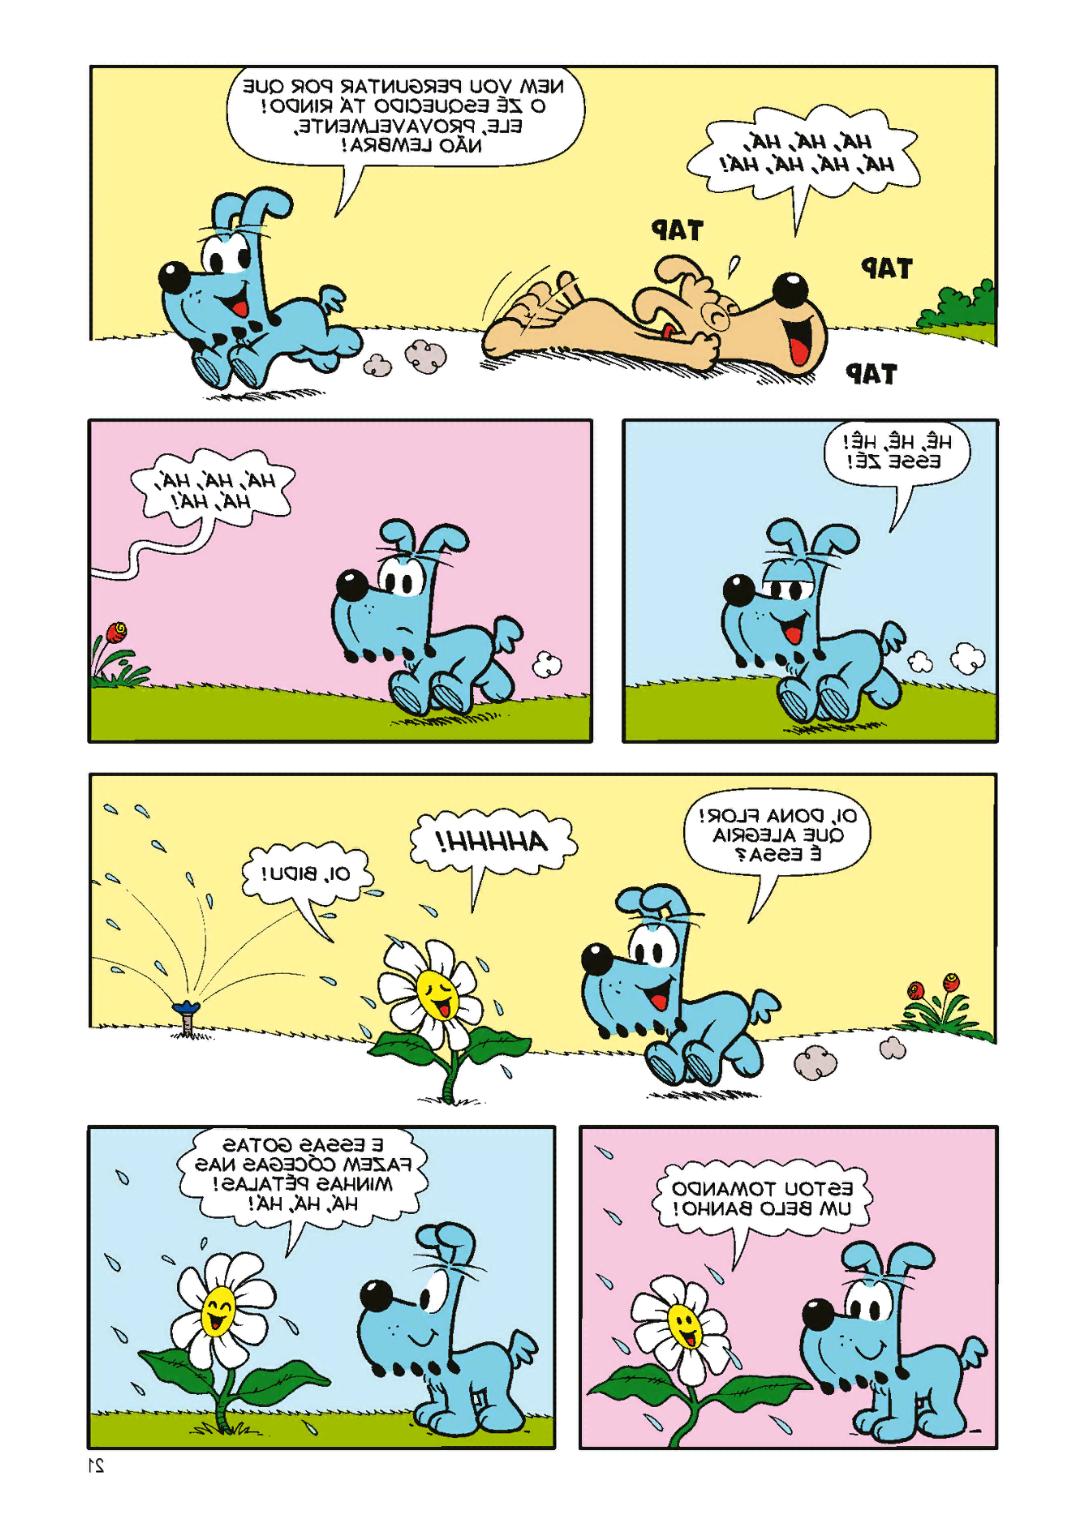 HÁ, HÁ, HÁ,
HÁ, HÁ, HÁ, HÁ!
TAP
TAP
TAP
NEM VOU PERGUNTAR POR QUE
O ZÉ ESQUECIDO TÁ RINDO!
ELE, PROVAVELMENTE,
NÃO LEMBRA!
HÊ, HÊ, HÊ!
ESSE ZÉ!
HÁ, HÁ, HÁ,
HÁ, HÁ!
OI, DONA FLOR!
QUE ALEGRIA
É ESSA?
AHHHH!
OI, BIDU!
ESTOU TOMANDO
UM BELO BANHO!
E ESSAS GOTAS
FAZEM CÓCEGAS NAS
MINHAS PÉTALAS!
HÁ, HÁ, HÁ!
21